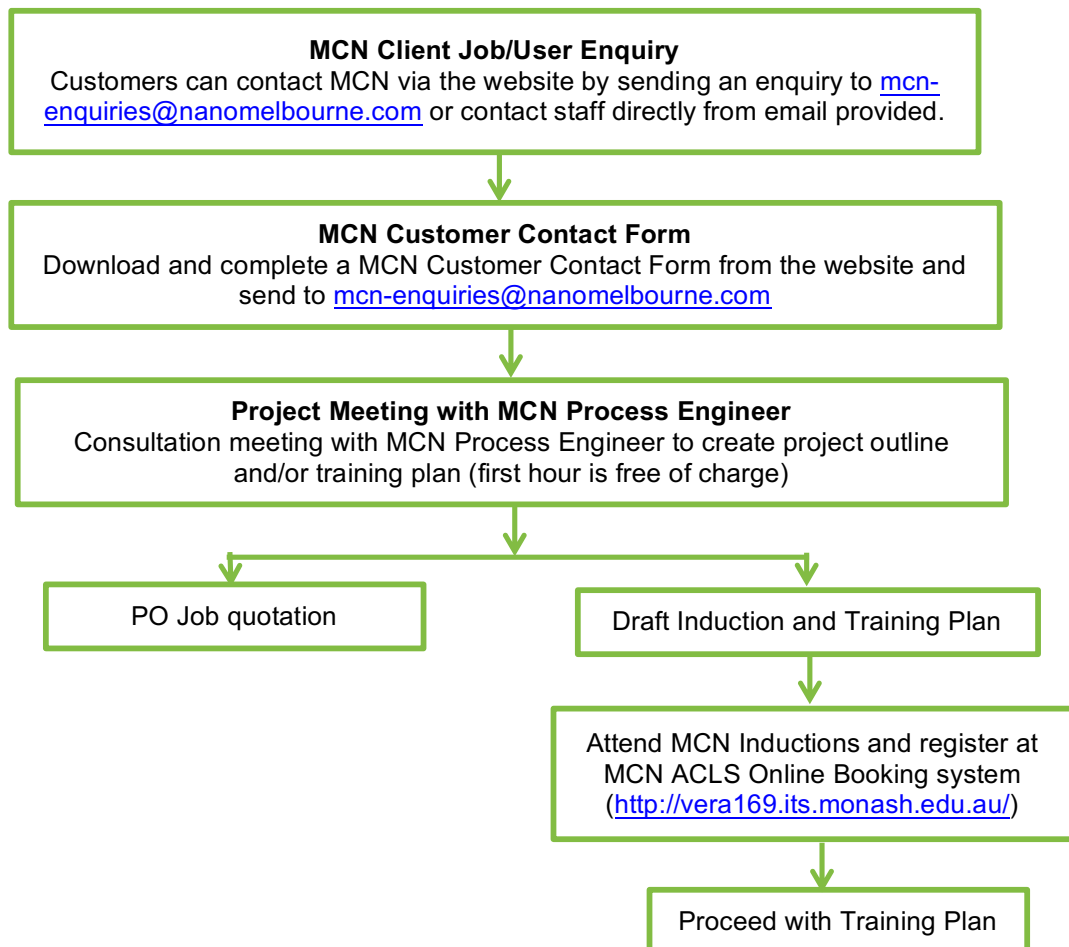 MCN Client Job/User Enquiry
Customers can contact MCN via the website by sending an enquiry to mcn-
enquiries@nanomelbourne.com or contact staff directly from email provided.
MCN Customer Contact Form
Download and complete a MCN Customer Contact Form from the website and
send to mcn-enquiries@nanomelbourne.com
Project Meeting with MCN Process Engineer
Consultation meeting with MCN Process Engineer to create project outline
and/or training plan (first hour is free of charge)
PO Job quotation
Draft Induction and Training Plan
Attend MCN Inductions and register at
MCN ACLS Online Booking system
(http://vera169.its.monash.edu.au/)
Proceed with Training Plan